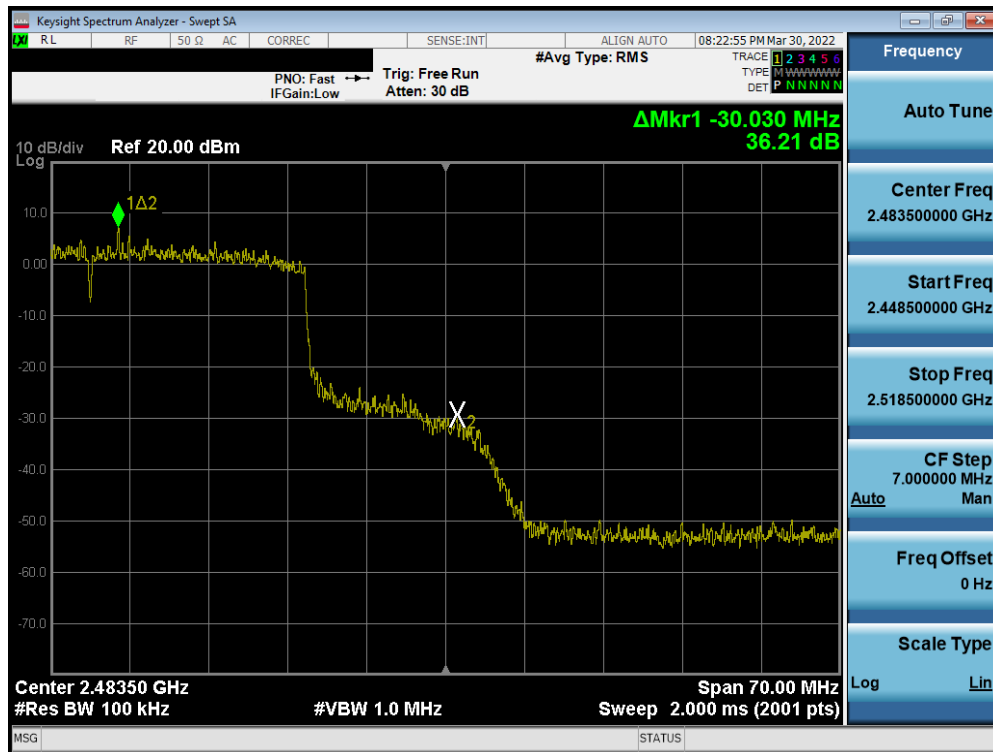 Keysight Spectrum Analyzer - Swept SA
LXI RL RF 50 Ω AC CORREC SENSE:INT ALIGN AUTO 08:22:55 PM Mar 30, 2022
PNO: Fast
IFGain:Low
Trig: Free Run
Atten: 30 dB
#Avg Type: RMS
TRACE 1 2 3 4 5 6
TYPE M WWWWW
DET P N N N N N
ΔMkr1 -30.030 MHz
36.21 dB
10 dB/div
Log
Ref 20.00 dBm
1Δ2
10.0
0.00
-10.0
-20.0
-30.0
2
-40.0
-50.0
-60.0
-70.0
Center 2.48350 GHz
Span 70.00 MHz
#Res BW 100 kHz
#VBW 1.0 MHz
Sweep 2.000 ms (2001 pts)
MSG
STATUS
Frequency
Auto Tune
Center Freq
2.483500000 GHz
Start Freq
2.448500000 GHz
Stop Freq
2.518500000 GHz
CF Step
7.000000 MHz
Auto Man
Freq Offset
0 Hz
Scale Type
Log Lin